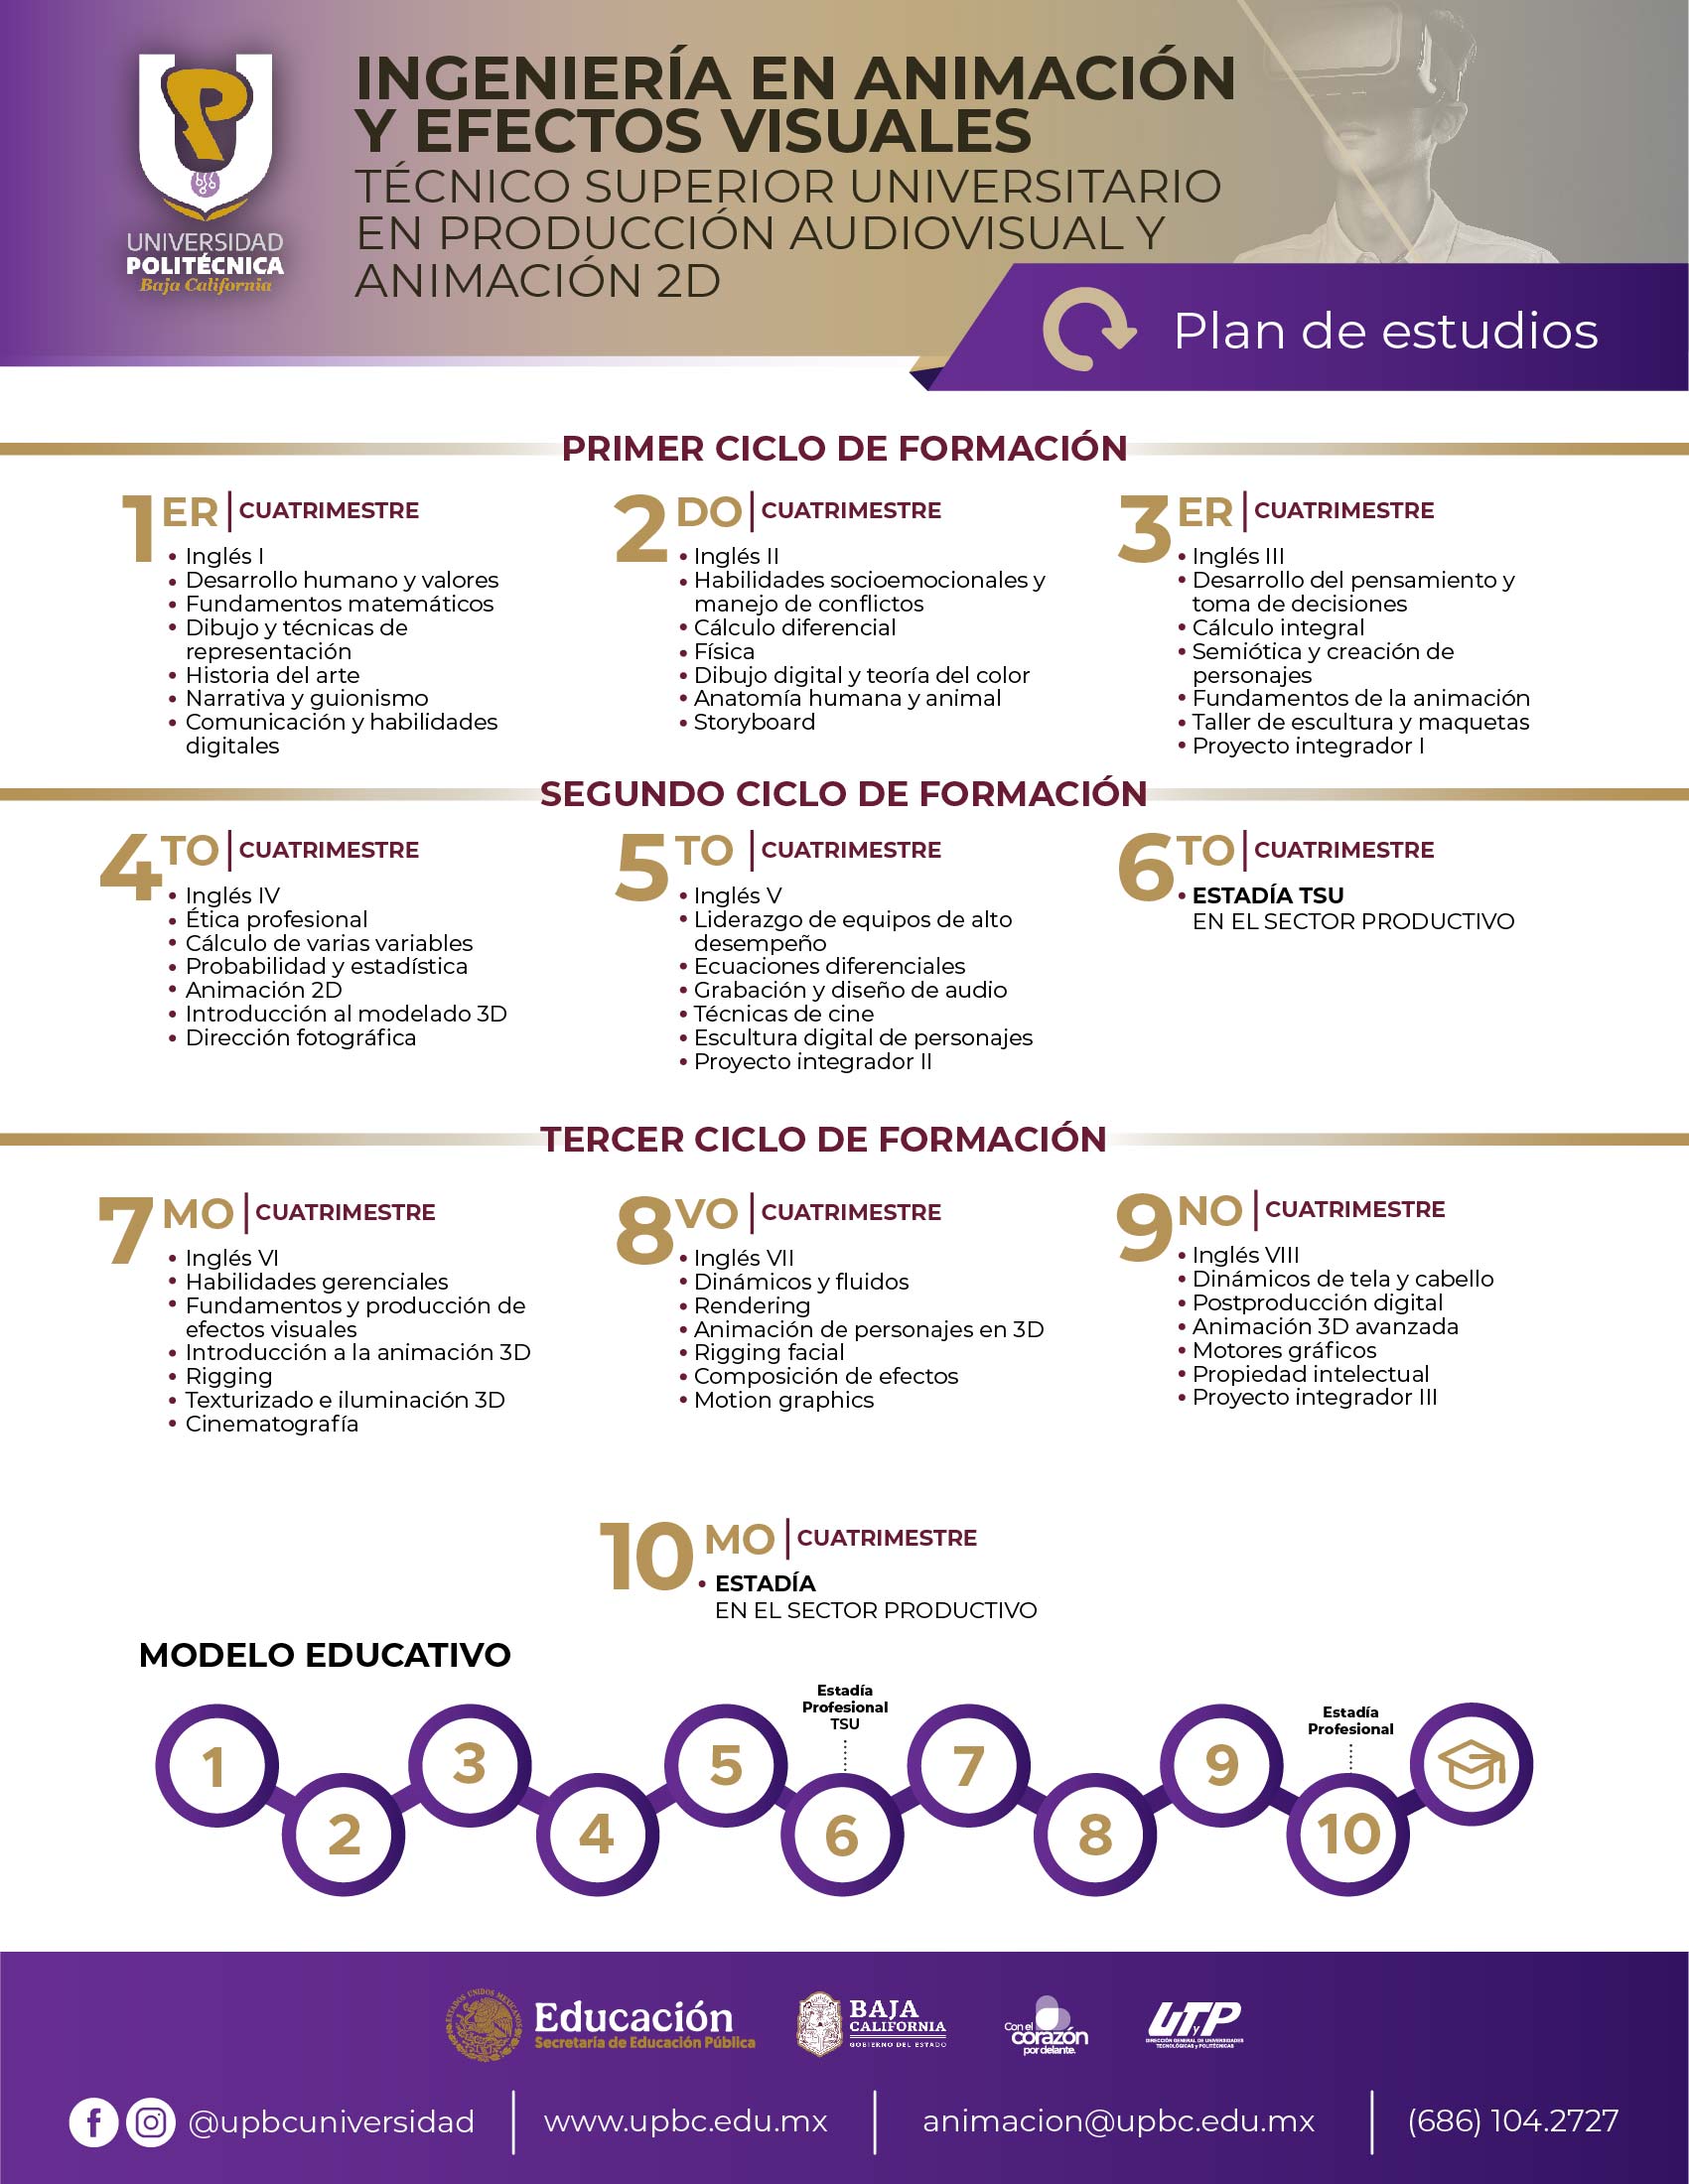 UNIVERSIDAD
POLITÉCNICA
Baja California
INGENIERÍA EN ANIMACIÓN
Y EFECTOS VISUALES
TÉCNICO SUPERIOR UNIVERSITARIO
EN PRODUCCIÓN AUDIOVISUAL Y
ANIMACIÓN 2D
Plan de estudios
PRIMER CICLO DE FORMACIÓN
1ER | CUATRIMESTRE
• Inglés I
• Desarrollo humano y valores
• Fundamentos matemáticos
• Dibujo y técnicas de
representación
• Historia del arte
• Narrativa y guionismo
• Comunicación y habilidades
digitales
2DO | CUATRIMESTRE
• Inglés II
• Habilidades socioemocionales y
manejo de conflictos
• Cálculo diferencial
• Física
• Dibujo digital y teoría del color
• Anatomía humana y animal
• Storyboard
3ER | CUATRIMESTRE
• Inglés III
• Desarrollo del pensamiento y
toma de decisiones
• Cálculo integral
• Semiótica y creación de
personajes
• Fundamentos de la animación
• Taller de escultura y maquetas
• Proyecto integrador I
SEGUNDO CICLO DE FORMACIÓN
4TO | CUATRIMESTRE
• Inglés IV
• Ética profesional
• Cálculo de varias variables
• Probabilidad y estadística
• Animación 2D
• Introducción al modelado 3D
• Dirección fotográfica
5TO | CUATRIMESTRE
• Inglés V
• Liderazgo de equipos de alto
desempeño
• Ecuaciones diferenciales
• Grabación y diseño de audio
• Técnicas de cine
• Escultura digital de personajes
• Proyecto integrador II
6TO | CUATRIMESTRE
• ESTADÍA TSU
EN EL SECTOR PRODUCTIVO
TERCER CICLO DE FORMACIÓN
7MO | CUATRIMESTRE
• Inglés VI
• Habilidades gerenciales
• Fundamentos y producción de
efectos visuales
• Introducción a la animación 3D
• Rigging
• Texturizado e iluminación 3D
• Cinematografía
8VO | CUATRIMESTRE
• Inglés VII
• Dinámicos y fluidos
• Rendering
• Animación de personajes en 3D
• Rigging facial
• Composición de efectos
• Motion graphics
9NO | CUATRIMESTRE
• Inglés VIII
• Dinámicos de tela y cabello
• Postproducción digital
• Animación 3D avanzada
• Motores gráficos
• Propiedad intelectual
• Proyecto integrador III
10MO | CUATRIMESTRE
• ESTADÍA
EN EL SECTOR PRODUCTIVO
MODELO EDUCATIVO
1
2
3
4
5
Estadía
Profesional
TSU
6
7
8
9
Estadía
Profesional
10
ESTADOS UNIDOS MEXICANOS
Educación
Secretaría de Educación Pública
BAJA
CALIFORNIA
GOBIERNO DEL ESTADO
Con el
corazón
por delante.
UTyP
DIRECCIÓN GENERAL DE UNIVERSIDADES
TECNOLÓGICAS y POLITÉCNICAS
@upbcuniversidad
www.upbc.edu.mx
animacion@upbc.edu.mx
(686) 104.2727